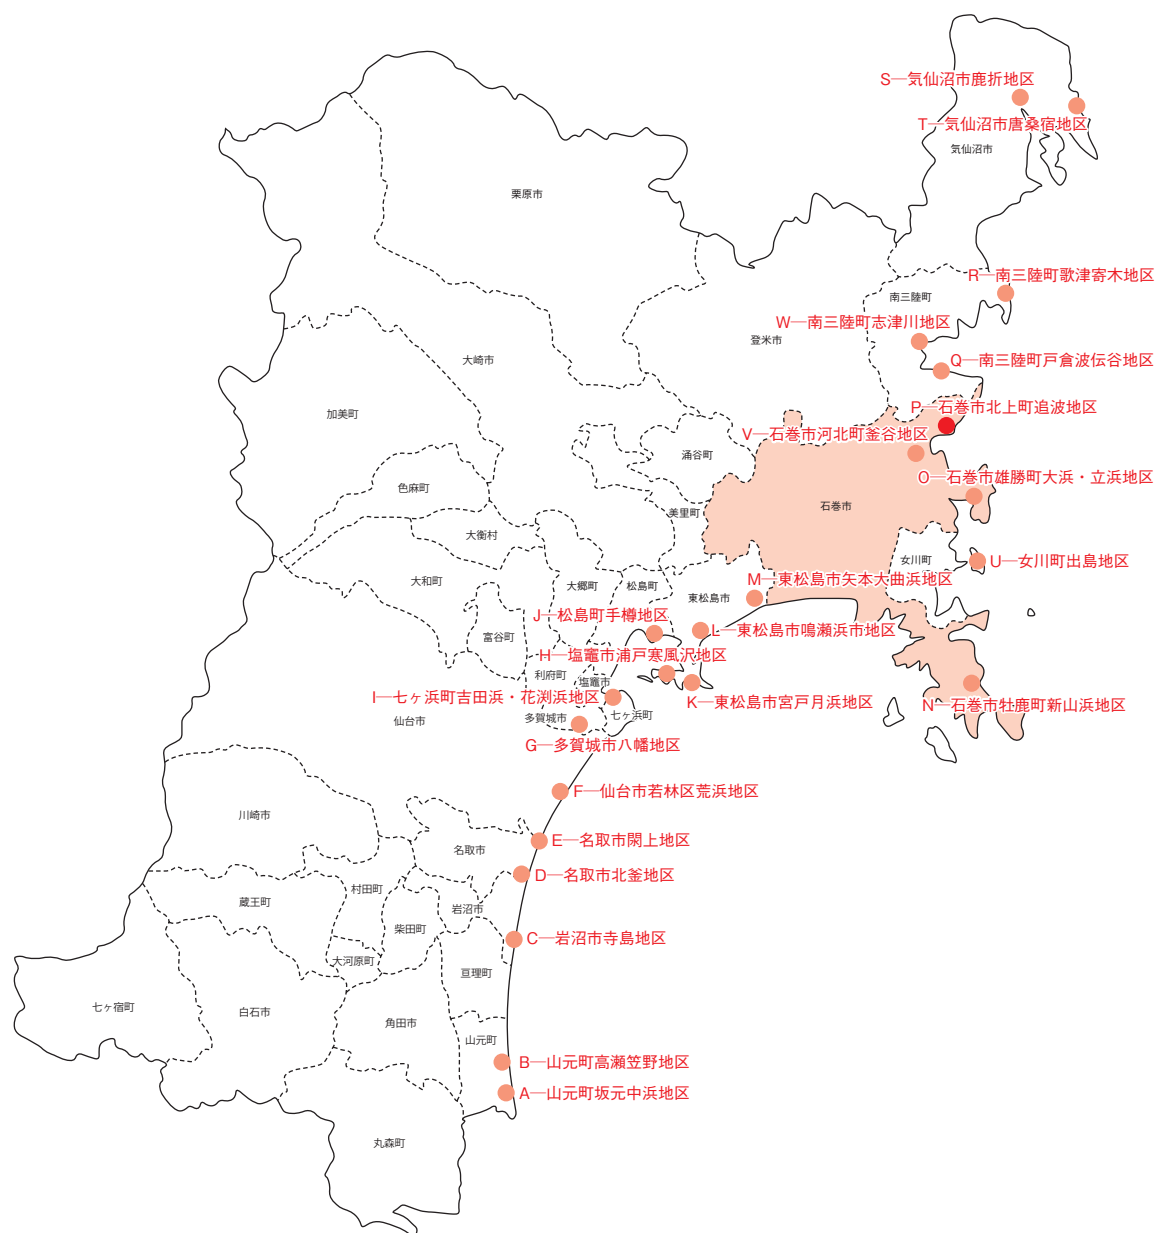 S─気仙沼市鹿折地区
T─気仙沼市唐桑宿地区
気仙沼市
栗原市
R─南三陸町歌津寄木地区
南三陸町
W─南三陸町志津川地区
登米市
大崎市
Q─南三陸町戸倉波伝谷地区
加美町
P─石巻市北上町追波地区
V─石巻市河北町釜谷地区
涌谷町
O─石巻市雄勝町大浜・立浜地区
色麻町
石巻市
美里町
大衡村
女川町
U─女川町出島地区
大和町
大郷町
松島町
M─東松島市矢本大曲浜地区
東松島市
J─松島町手樽地区
L─東松島市鳴瀬浜市地区
富谷町
H─塩竈市浦戸寒風沢地区
利府町
塩竈市
I─七ヶ浜町吉田浜・花渕浜地区
K─東松島市宮戸月浜地区
N─石巻市牡鹿町新山浜地区
仙台市
多賀城市
七ヶ浜町
G─多賀城市八幡地区
F─仙台市若林区荒浜地区
川崎市
E─名取市閖上地区
名取市
D─名取市北釜地区
村田町
蔵王町
岩沼市
柴田町
C─岩沼市寺島地区
大河原町
亘理町
七ヶ宿町
白石市
角田市
山元町
B─山元町高瀬笠野地区
A─山元町坂元中浜地区
丸森町